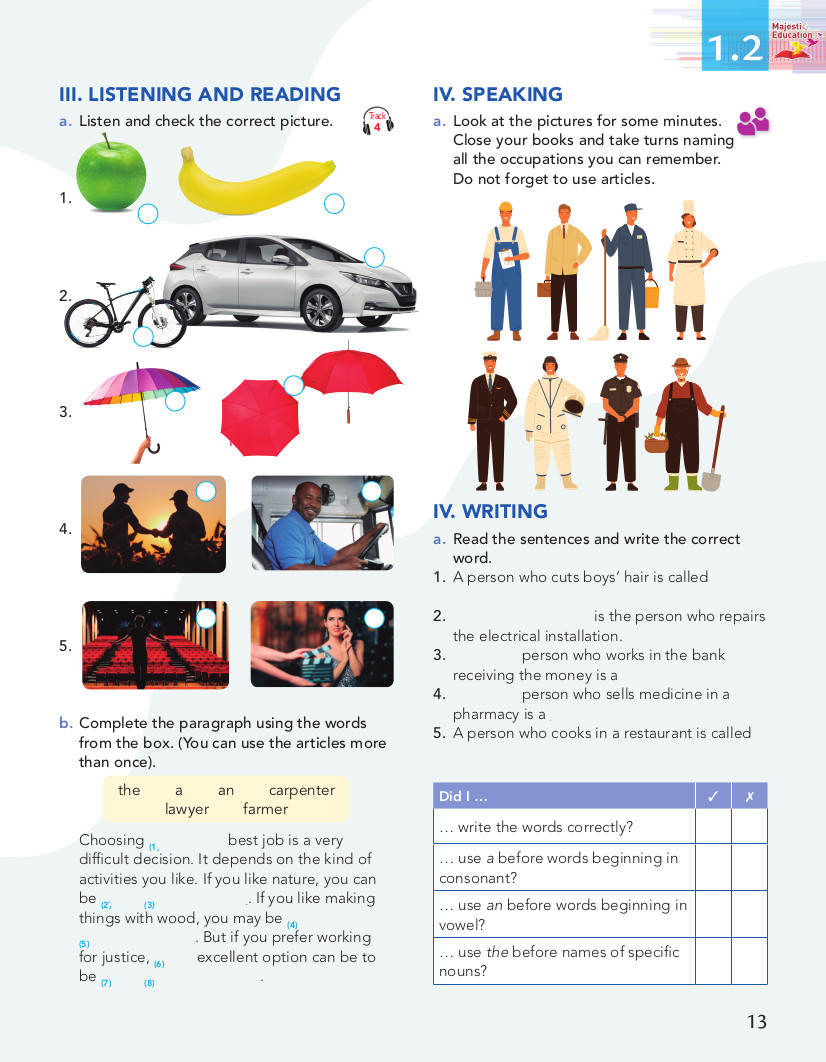 1.2
Majesti
Education
III. LISTENING AND READING
a. Listen and check the correct picture.
Track
4
1.
2.
3.
4.
5.
b. Complete the paragraph using the words
from the box. (You can use the articles more
than once).
the a an carpenter
lawyer farmer
Choosing (1, best job is a very
difficult decision. It depends on the kind of
activities you like. If you like nature, you can
be (2, (3) . If you like making
things with wood, you may be (4)
(5) . But if you prefer working
for justice, (6) excellent option can be to
be (7) (8) .
IV. SPEAKING
a. Look at the pictures for some minutes.
Close your books and take turns naming
all the occupations you can remember.
Do not forget to use articles.
IV. WRITING
a. Read the sentences and write the correct
word.
1. A person who cuts boys' hair is called
2. is the person who repairs
the electrical installation.
3. person who works in the bank
receiving the money is a
4. person who sells medicine in a
pharmacy is a
5. A person who cooks in a restaurant is called
Did I ... ✓ ✗
... write the words correctly?
... use a before words beginning in
consonant?
... use an before words beginning in
vowel?
... use the before names of specific
nouns?
13